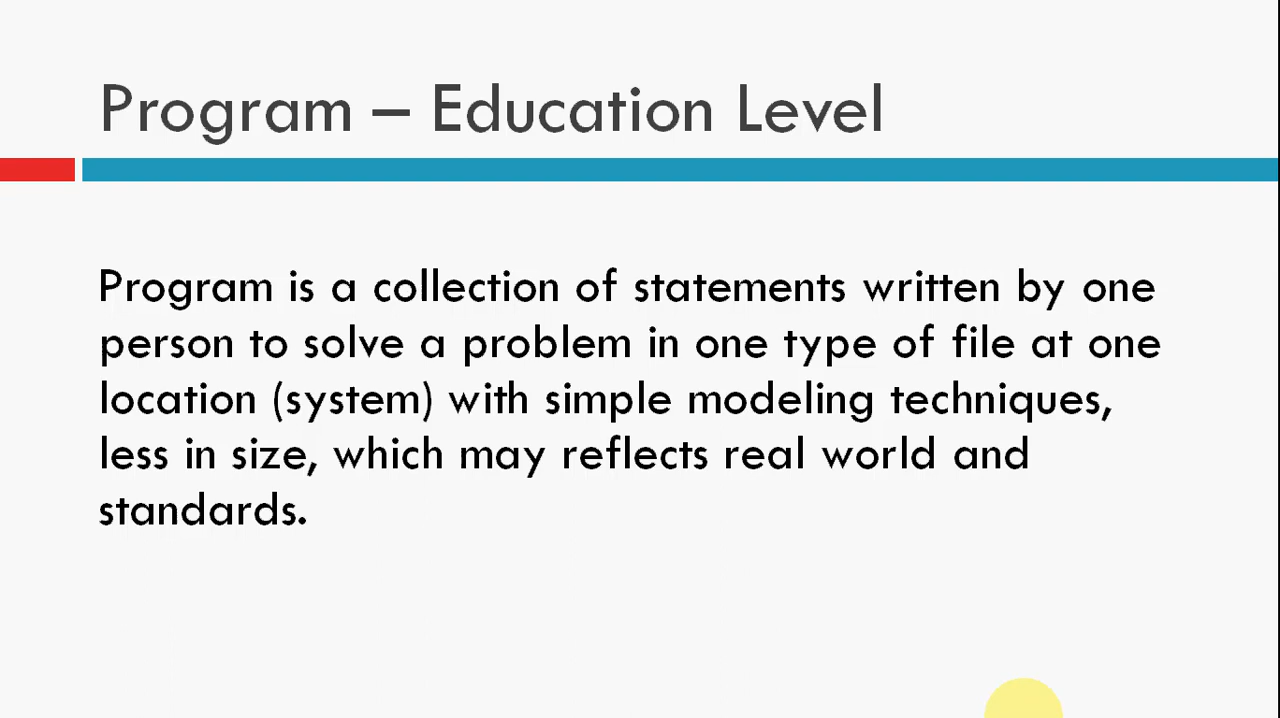 Program – Education Level
Program is a collection of statements written by one
person to solve a problem in one type of file at one
location (system) with simple modeling techniques,
less in size, which may reflects real world and
standards.